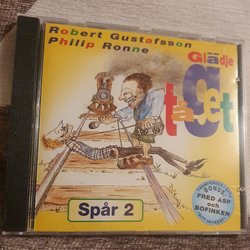 Robert Gustafsson
Philip Ronne
Glädje
tåget
Spår 2
BONUS
FRED ASP
och
BOFINKEN